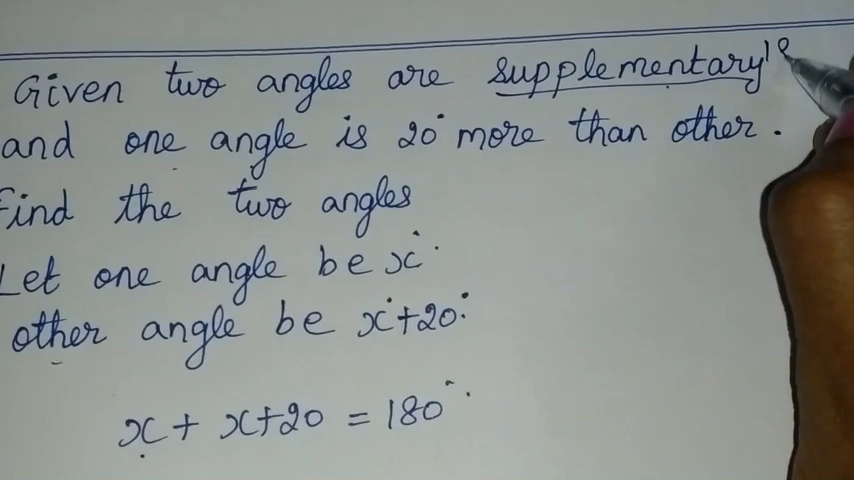 Given two angles are supplementary 18
and one angle is 20° more than other.
Find the two angles
Let one angle be x°.
other angle be x°+20°.
x + x+20 = 180°.